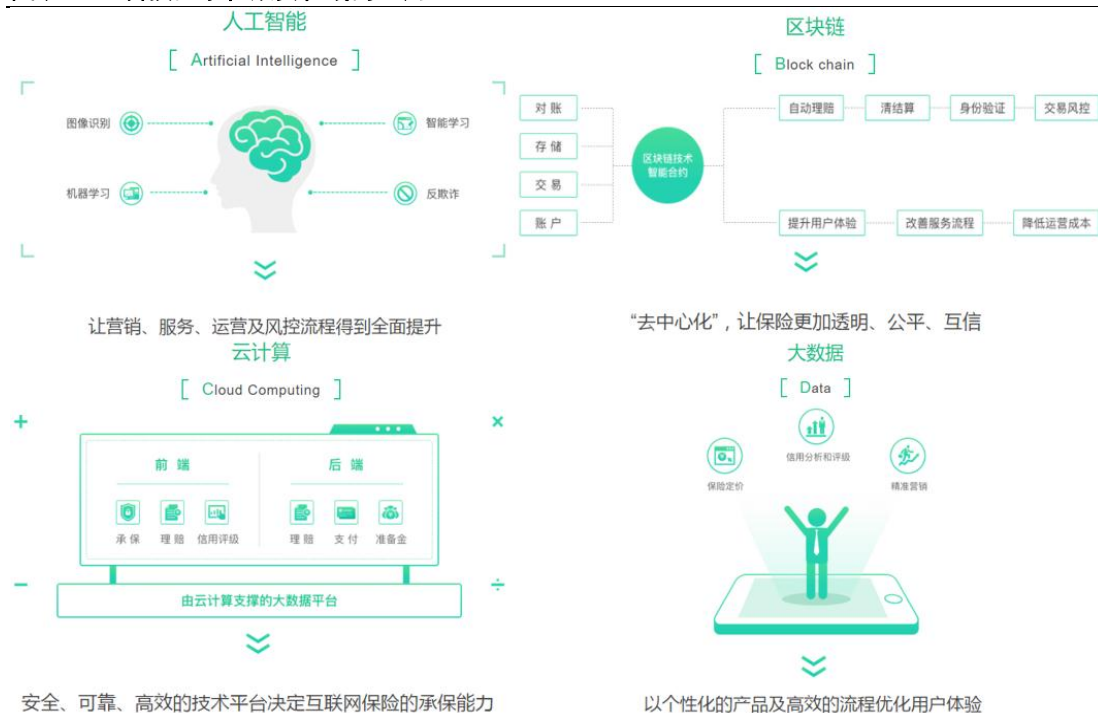 人工智能
[ Artificial Intelligence ]
图像识别
智能学习
机器学习
反欺诈
让营销、服务、运营及风控流程得到全面提升
区块链
[ Block chain ]
对账
存储
交易
账户
区块链技术
智能合约
自动理赔
清结算
身份验证
交易风控
提升用户体验
改善服务流程
降低运营成本
“去中心化”，让保险更加透明、公平、互信
云计算
[ Cloud Computing ]
前端
后端
承保
理赔
信用评级
理赔
支付
准备金
由云计算支撑的大数据平台
安全、可靠、高效的技术平台决定互联网保险的承保能力
大数据
[ Data ]
保险定价
信用分析和评级
精准营销
以个性化的产品及高效的流程优化用户体验